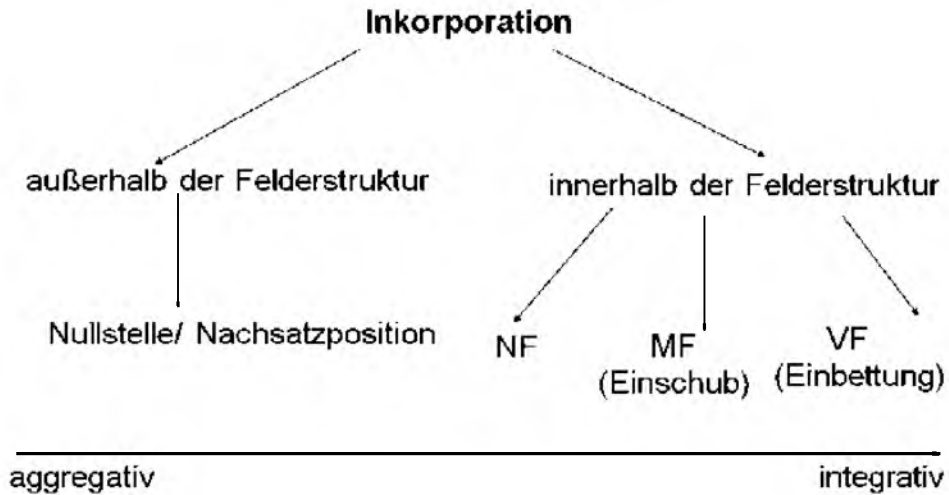 Inkorporation
außerhalb der Felderstruktur
innerhalb der Felderstruktur
Nullstelle/ Nachsatzposition
NF
MF
(Einschub)
VF
(Einbettung)
aggregativ
integrativ